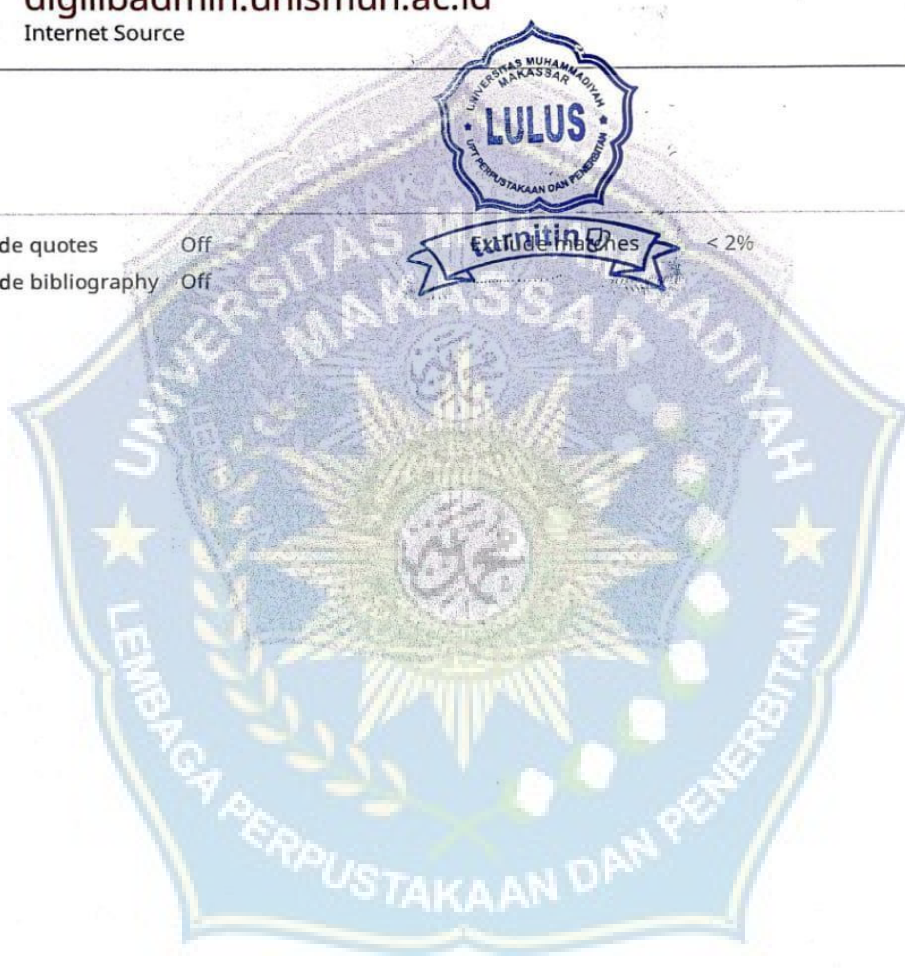 digilibadmin.unismuh.ac.id
Internet Source
UNIVERSITAS MUHAMMADIYAH
MAKASSAR
LULUS
UPT PERPUSTAKAAN DAN PENERBITAN
turnitin
de quotes Off Exclude matches < 2%
de bibliography Off
UNIVERSITAS MUHAMMADIYAH
MAKASSAR
LEMBAGA PERPUSTAKAAN DAN PENERBITAN